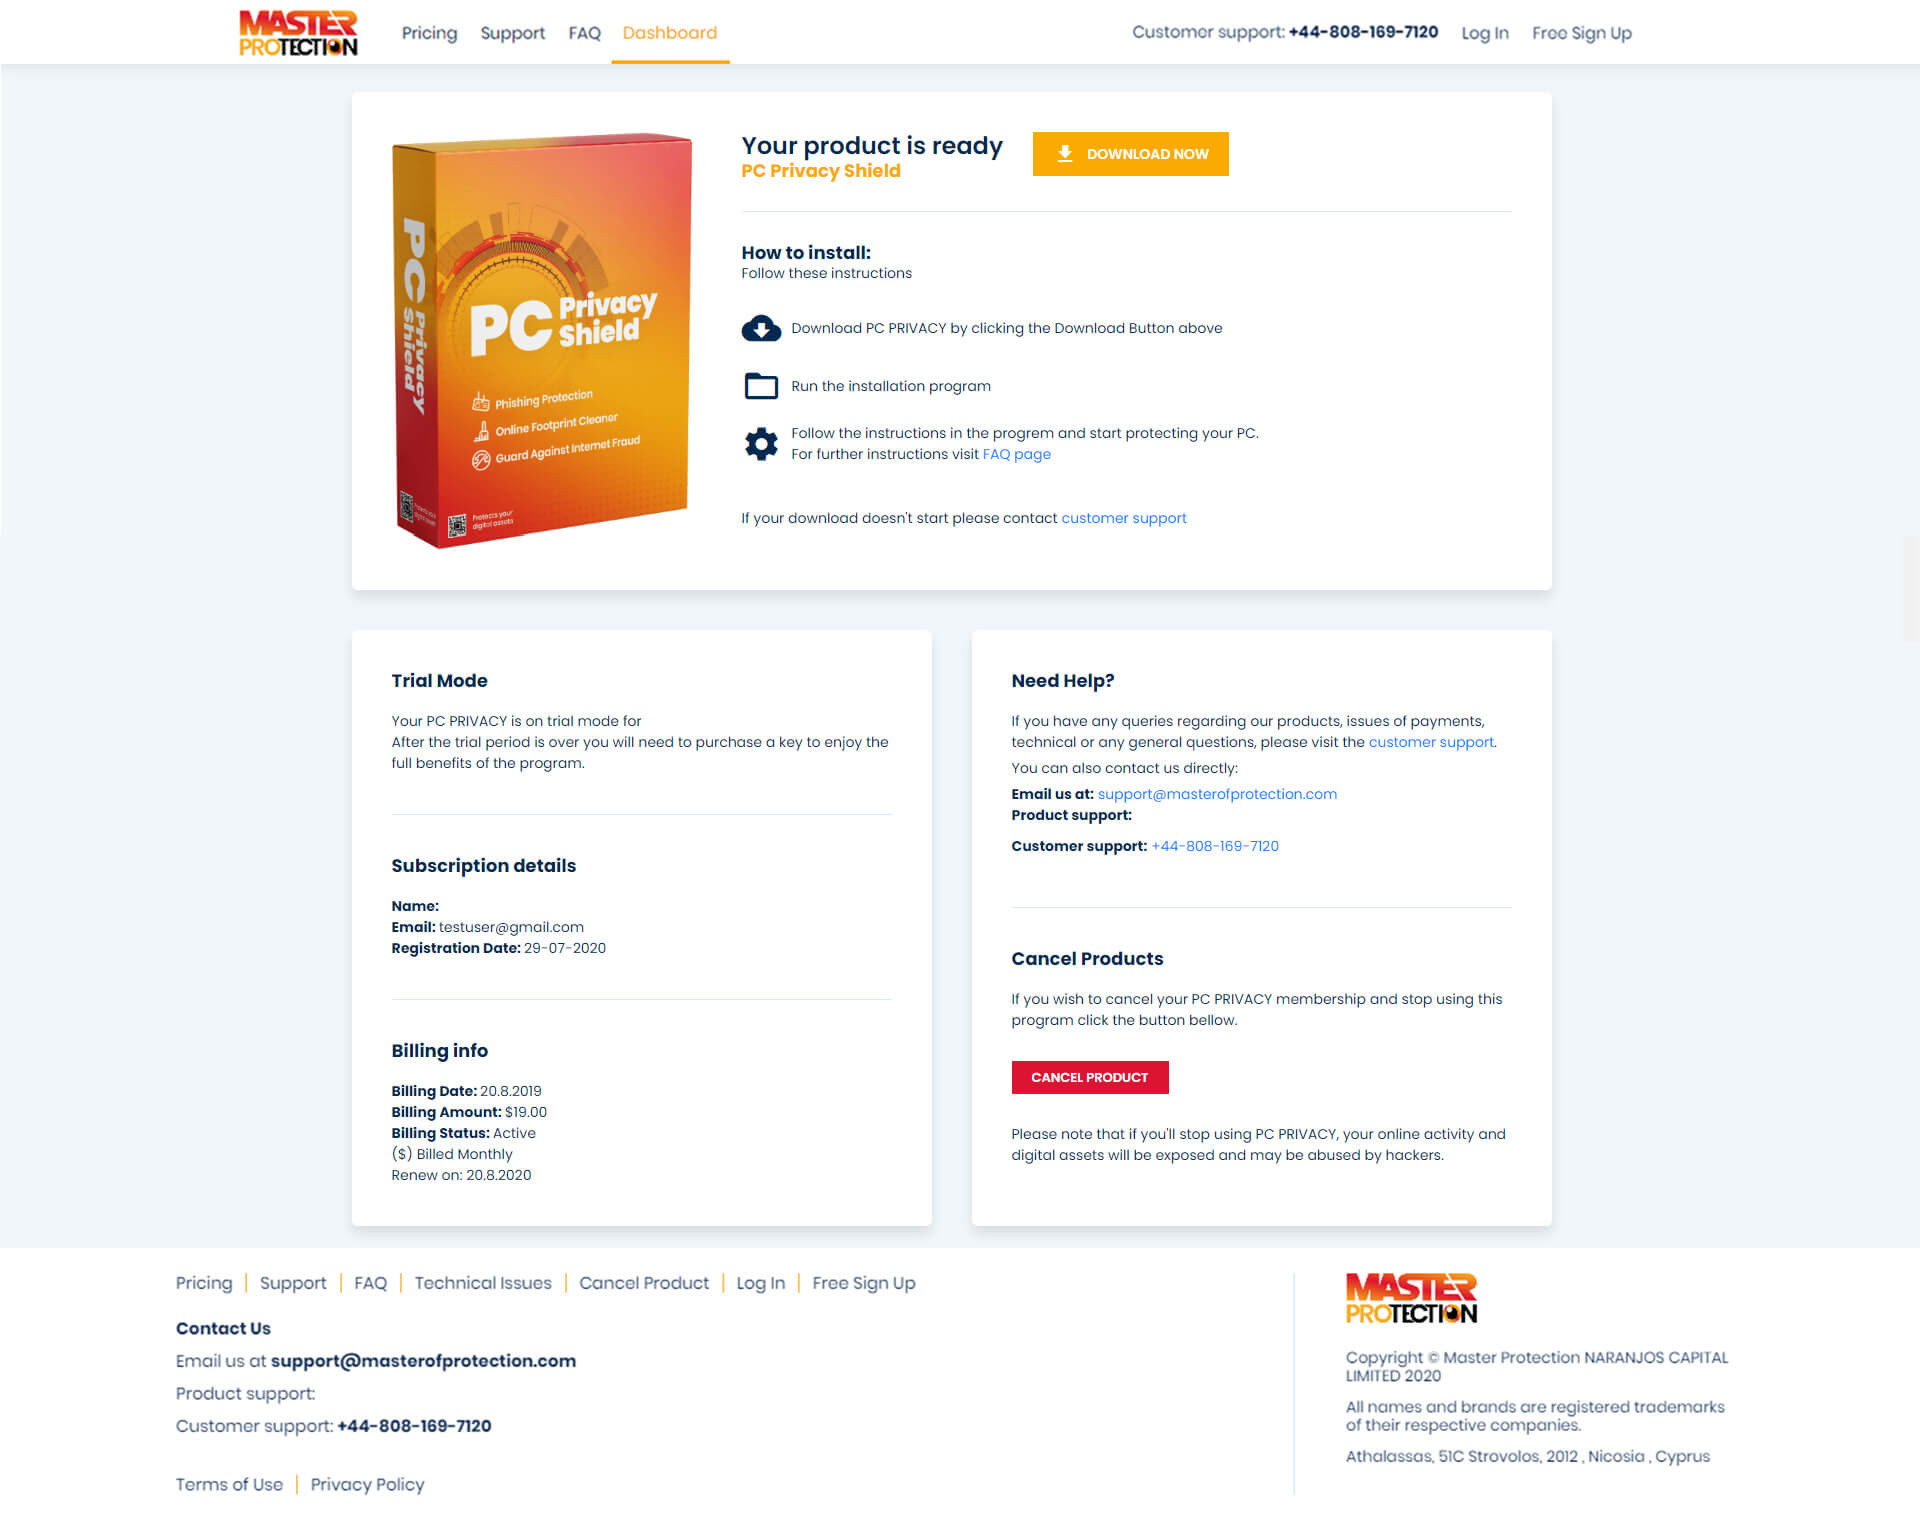 MASTER
PROTECTION
Pricing
Support
FAQ
Dashboard
Customer support: +44-808-169-7120
Log In
Free Sign Up
PC Privacy
Shield
PC Privacy
Shield
Phishing Protection
Online Footprint Cleaner
Guard Against Internet Fraud
Protects your
digital assets
Your product is ready
PC Privacy Shield
DOWNLOAD NOW
How to install:
Follow these instructions
Download PC PRIVACY by clicking the Download Button above
Run the installation program
Follow the instructions in the progrem and start protecting your PC.
For further instructions visit FAQ page
If your download doesn't start please contact customer support
Trial Mode
Your PC PRIVACY is on trial mode for
After the trial period is over you will need to purchase a key to enjoy the
full benefits of the program.
Subscription details
Name:
Email: testuser@gmail.com
Registration Date: 29-07-2020
Billing info
Billing Date: 20.8.2019
Billing Amount: $19.00
Billing Status: Active
($) Billed Monthly
Renew on: 20.8.2020
Need Help?
If you have any queries regarding our products, issues of payments,
technical or any general questions, please visit the customer support.
You can also contact us directly:
Email us at: support@masterofprotection.com
Product support:
Customer support: +44-808-169-7120
Cancel Products
If you wish to cancel your PC PRIVACY membership and stop using this
program click the button bellow.
CANCEL PRODUCT
Please note that if you'll stop using PC PRIVACY, your online activity and
digital assets will be exposed and may be abused by hackers.
Pricing | Support | FAQ | Technical Issues | Cancel Product | Log In | Free Sign Up
Contact Us
Email us at support@masterofprotection.com
Product support:
Customer support: +44-808-169-7120
Terms of Use | Privacy Policy
MASTER
PROTECTION
Copyright © Master Protection NARANJOS CAPITAL
LIMITED 2020
All names and brands are registered trademarks
of their respective companies.
Athalassas, 51C Strovolos, 2012 , Nicosia , Cyprus